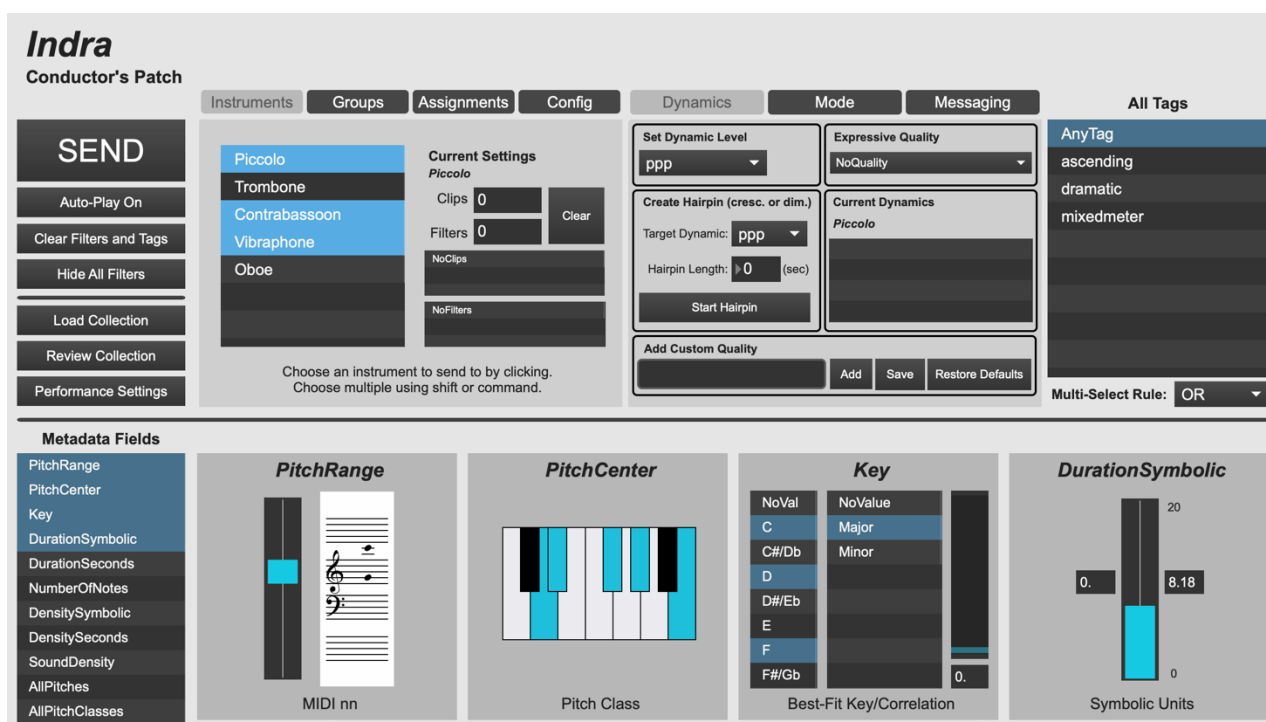 Indra
Conductor's Patch
Instruments
Groups
Assignments
Config
Dynamics
Mode
Messaging
All Tags
SEND
Auto-Play On
Clear Filters and Tags
Hide All Filters
Load Collection
Review Collection
Performance Settings
Piccolo
Trombone
Contrabassoon
Vibraphone
Oboe
Current Settings
Piccolo
Clips 0
Filters 0
Clear
NoClips
NoFilters
Choose an instrument to send to by clicking.
Choose multiple using shift or command.
Set Dynamic Level
ppp
Expressive Quality
NoQuality
Create Hairpin (cresc. or dim.)
Target Dynamic: ppp
Hairpin Length: 0 (sec)
Start Hairpin
Current Dynamics
Piccolo
Add Custom Quality
Add
Save
Restore Defaults
AnyTag
ascending
dramatic
mixedmeter
Multi-Select Rule: OR
Metadata Fields
PitchRange
PitchCenter
Key
DurationSymbolic
DurationSeconds
NumberOfNotes
DensitySymbolic
DensitySeconds
SoundDensity
AllPitches
AllPitchClasses
PitchRange
MIDI nn
PitchCenter
Pitch Class
Key
NoVal
C
C#/Db
D
D#/Eb
E
F
F#/Gb
NoValue
Major
Minor
0.
Best-Fit Key/Correlation
DurationSymbolic
20
0.
8.18
0
Symbolic Units